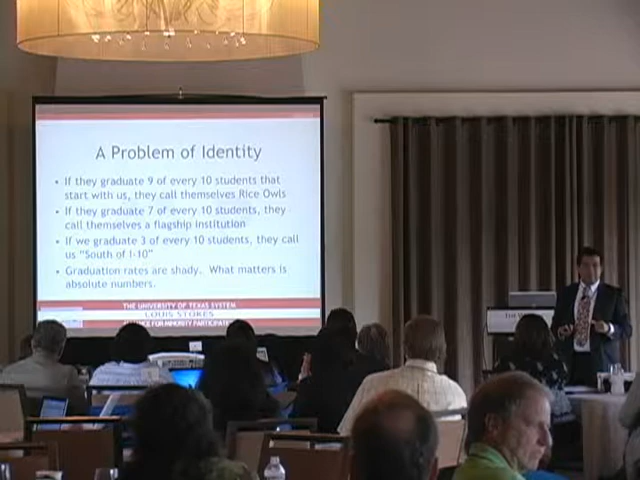 A Problem of Identity
• If they graduate 9 of every 10 students that
start with us, they call themselves Rice Owls
• If they graduate 7 of every 10 students, they
call themselves a flagship institution
• If we graduate 3 of every 10 students, they call
us "South of I-10"
• Graduation rates are shady. What matters is
absolute numbers.
THE UNIVERSITY OF TEXAS SYSTEM
LOUIS STOKES
FOR MINORITY PARTICIPATION